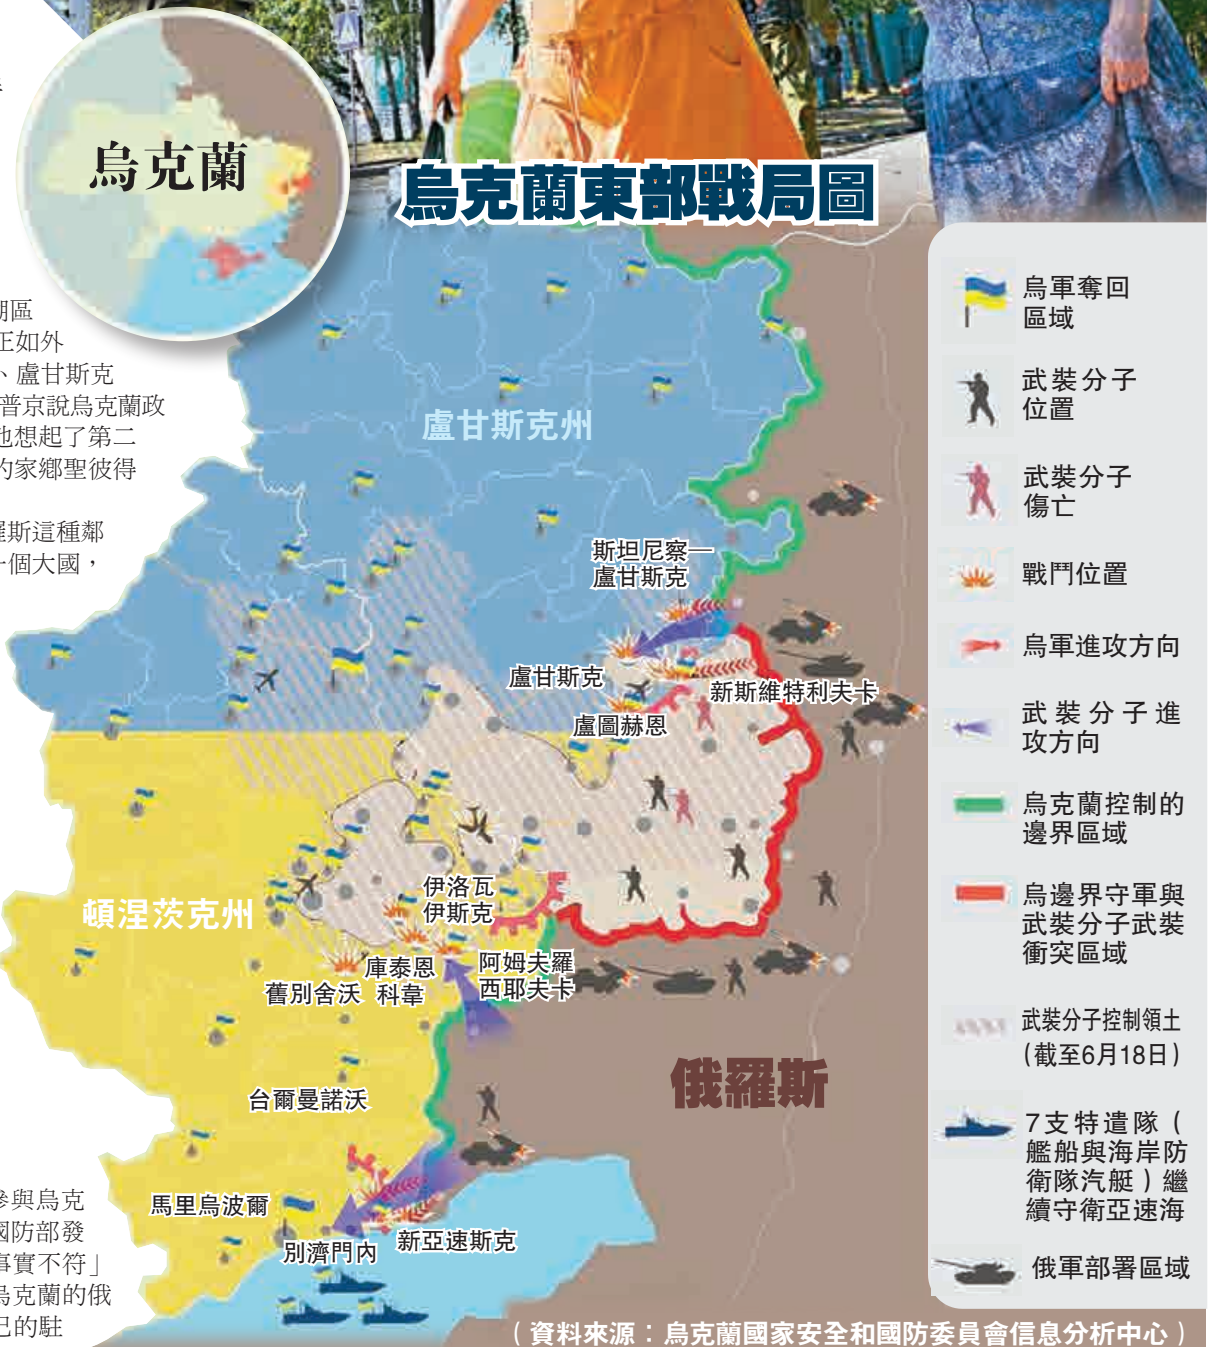 烏克蘭
烏克蘭東部戰局圖
湖區
正如外
、盧甘斯克
普京說烏克蘭政
他想起了第二
的家鄉聖彼得
羅斯這種鄰
一個大國，
盧甘斯克州
斯坦尼察—
盧甘斯克
盧甘斯克
新斯維特利夫卡
盧圖赫恩
頓涅茨克州
伊洛瓦
伊斯克
庫泰恩
科韋
舊別舍沃
阿姆夫羅
西耶夫卡
俄羅斯
台爾曼諾沃
馬里烏波爾
別濟門內
新亞速斯克
參與烏克
國防部發
事實不符」
烏克蘭的俄
己的駐
烏軍奪回
區域
武裝分子
位置
武裝分子
傷亡
戰鬥位置
烏軍進攻方向
武裝分子進
攻方向
烏克蘭控制的
邊界區域
烏邊界守軍與
武裝分子武裝
衝突區域
武裝分子控制領土
（截至6月18日）
7支特遣隊（
艦船與海岸防
衛隊汽艇）繼
續守衛亞速海
俄軍部署區域
（資料來源：烏克蘭國家安全和國防委員會信息分析中心）